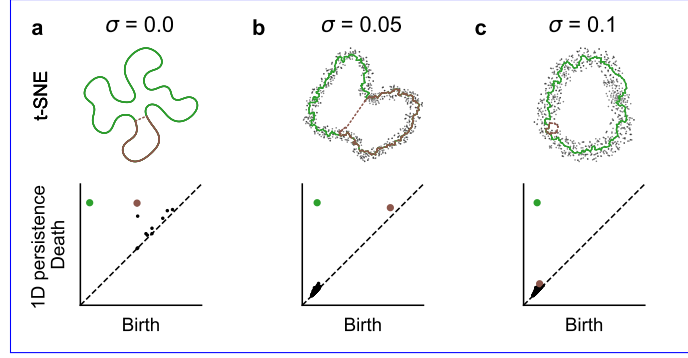 a σ = 0.0 b σ = 0.05 c σ = 0.1
t-SNE
1D persistence
Death
Birth Birth Birth